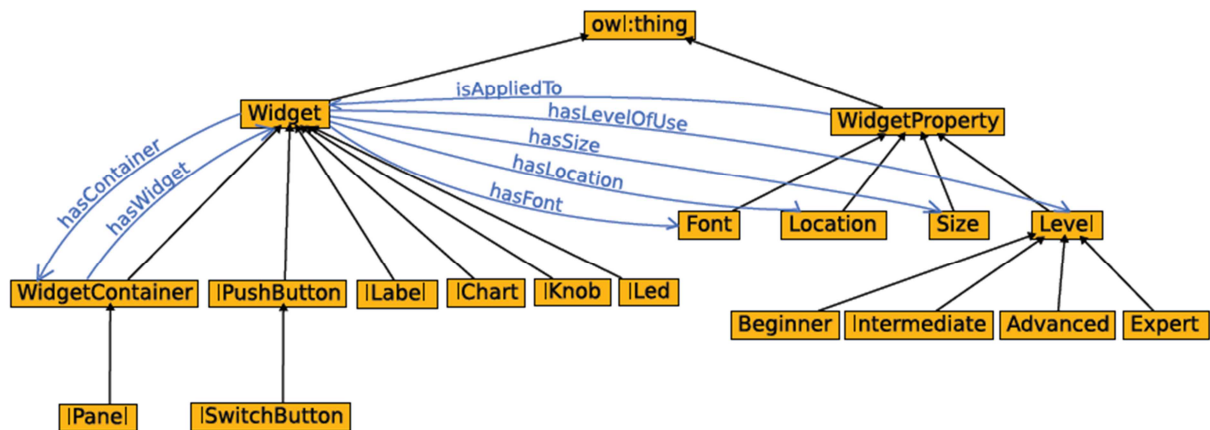 owl:thing
isAppliedTo
Widget
hasLevelOfUse
WidgetProperty
hasSize
hasContainer
hasWidget
hasLocation
hasFont
Font
Location
Size
Level
WidgetContainer
IPushButton
ILabel
IChart
IKnob
ILed
Beginner
Intermediate
Advanced
Expert
IPanel
ISwitchButton